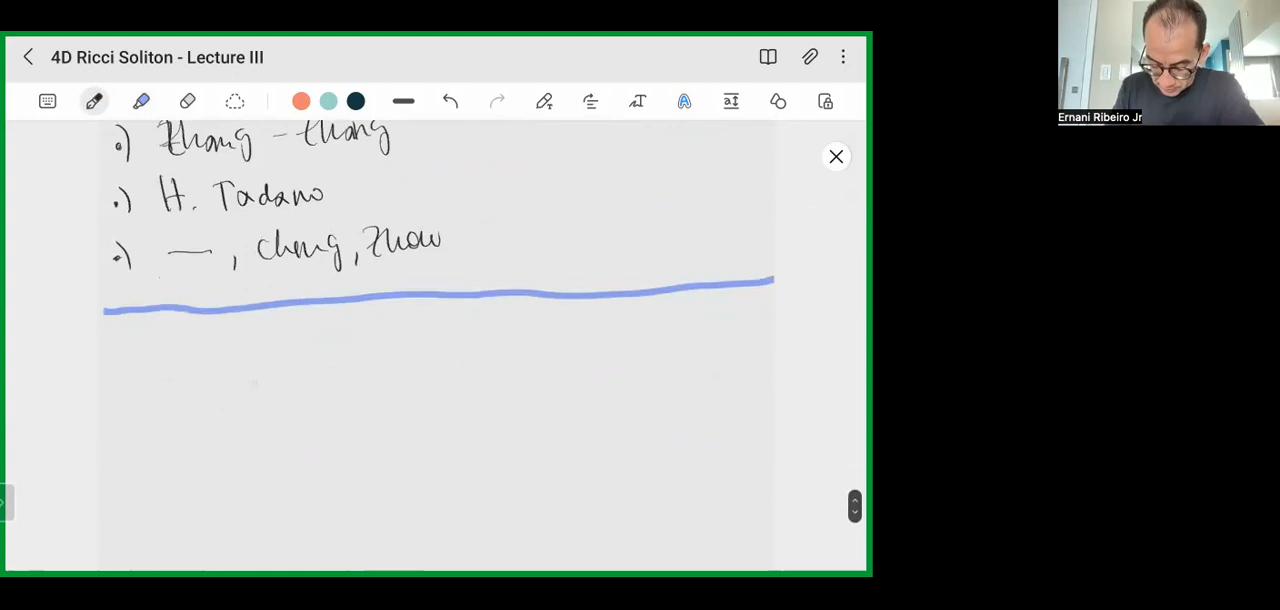 4D Ricci Soliton - Lecture III
Ernani Ribeiro Jr
•) Zhang - Zhang
•) H. Tadano
•) —, Cheng, Zhou